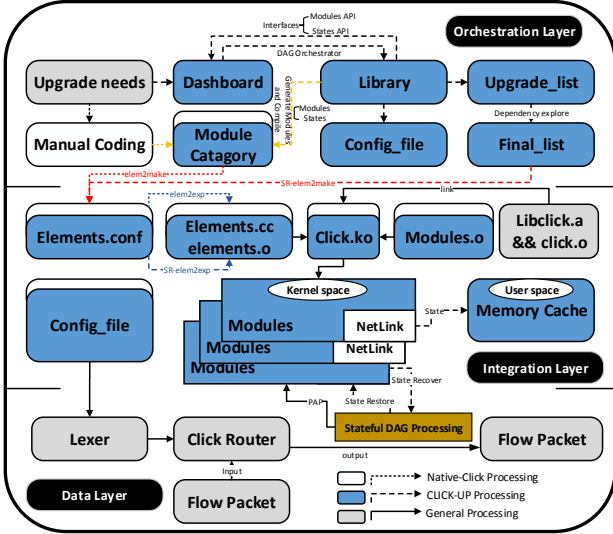 Modules API
Interfaces
States API
Orchestration Layer
DAG Orchestrator
Upgrade needs
Dashboard
Library
Upgrade_list
Generate Modules
and Compile
Modules
States
Dependency explore
Manual Coding
Module
Catagory
Config_file
Final_list
elem2make
SR-elem2make
link
elem2exp
Elements.conf
Elements.cc
elements.o
Click.ko
Modules.o
Libclick.a
&& click.o
SR-elem2exp
Kernel space
User space
Config_file
Modules
NetLink
State
Memory Cache
Modules
NetLink
Modules
Integration Layer
State Recover
PAP
State Restore
Lexer
Click Router
Stateful DAG Processing
Flow Packet
output
Input
Data Layer
Flow Packet
Native-Click Processing
CLICK-UP Processing
General Processing